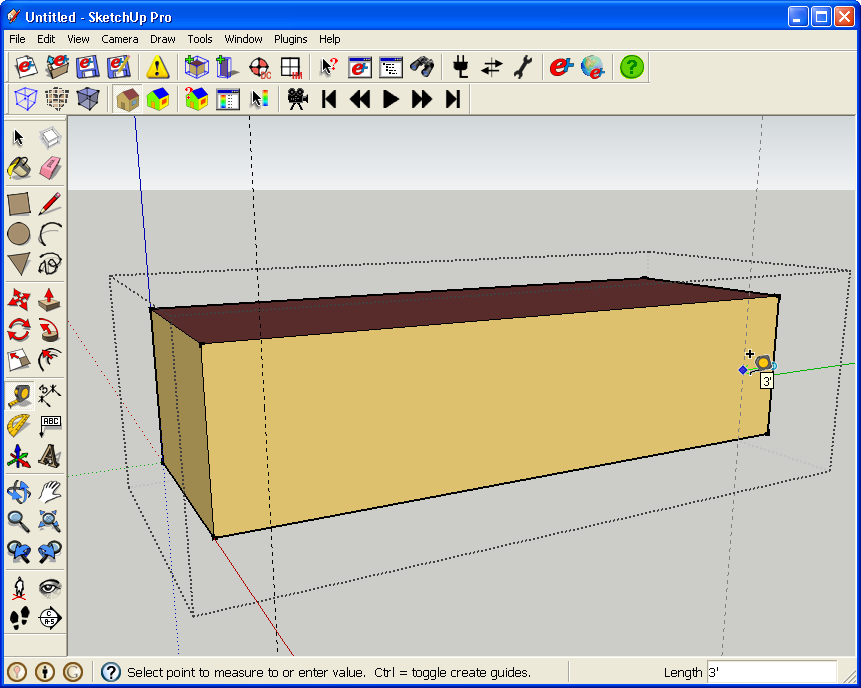 Untitled - SketchUp Pro
File Edit View Camera Draw Tools Window Plugins Help
ABC
3'
Select point to measure to or enter value. Ctrl = toggle create guides.
Length 3'